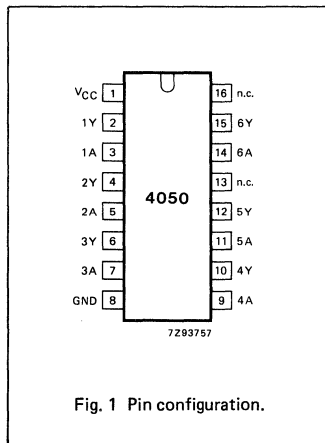 VCC 1 16 n.c.
1Y 2 15 6Y
1A 3 14 6A
2Y 4 13 n.c.
2A 5 4050 12 5Y
3Y 6 11 5A
3A 7 10 4Y
GND 8 9 4A
7Z93757
Fig. 1 Pin configuration.